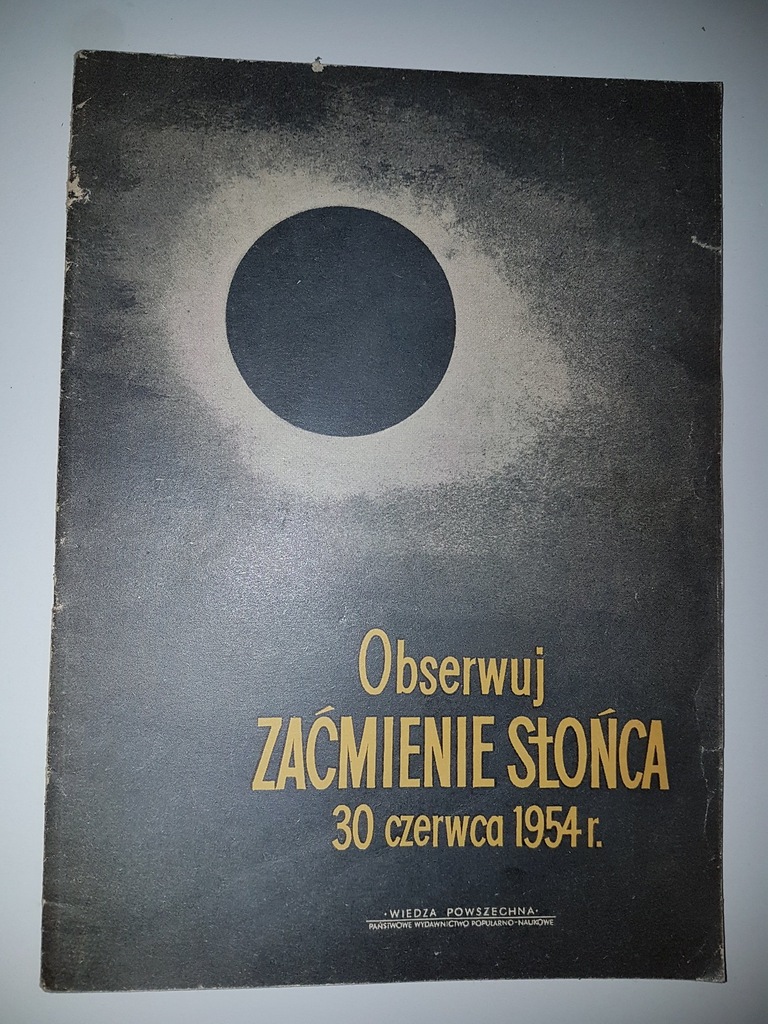 Obserwuj
ZAĆMIENIE SŁOŃCA
30 czerwca 1954 r.
·WIEDZA POWSZECHNA·
PAŃSTWOWE WYDAWNICTWO POPULARNO-NAUKOWE